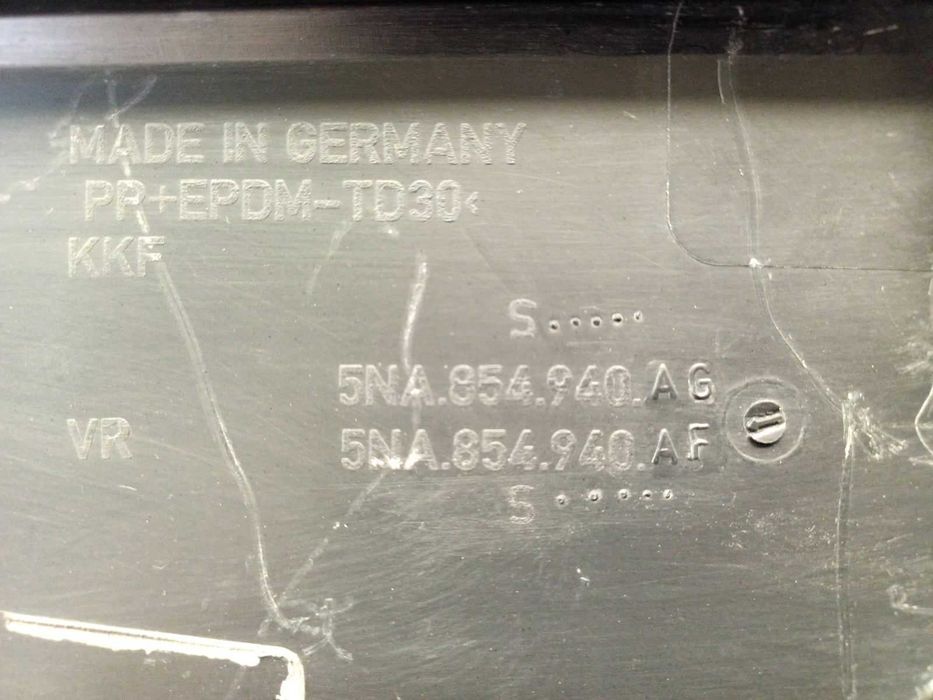 MADE IN GERMANY
PP+EPDM-TD30<
KKF
S.....
5NA.854.940.AG
VR
5NA.854.940.AF
S.....